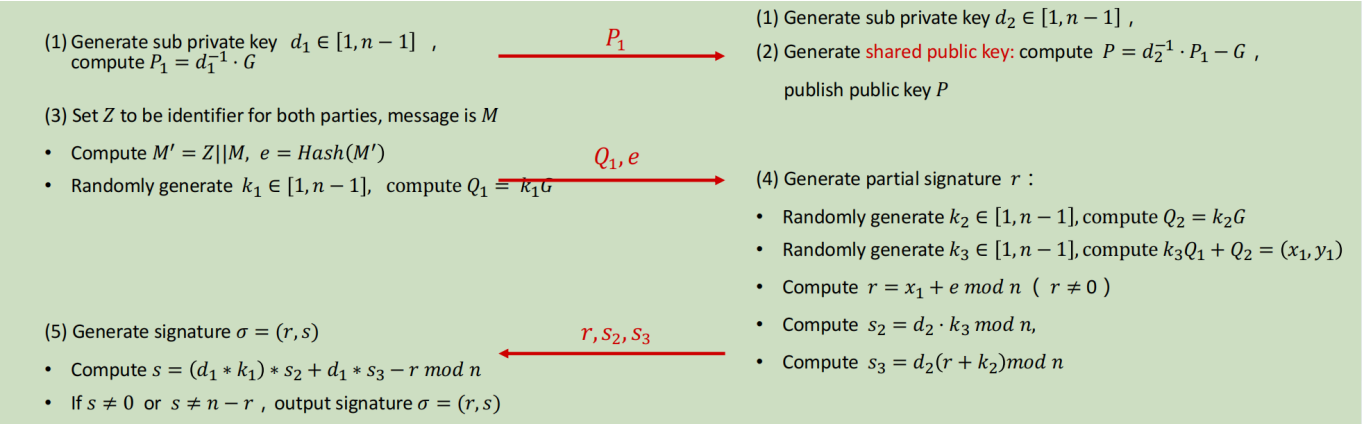 (1) Generate sub private key d₁ ∈ [1, n − 1] ,
compute P₁ = d₁⁻¹ · G
P₁
(1) Generate sub private key d₂ ∈ [1, n − 1] ,
(2) Generate shared public key: compute P = d₂⁻¹ · P₁ − G ,
publish public key P
(3) Set Z to be identifier for both parties, message is M
• Compute M′ = Z||M, e = Hash(M′)
• Randomly generate k₁ ∈ [1, n − 1], compute Q₁ = k₁G
Q₁, e
(4) Generate partial signature r :
• Randomly generate k₂ ∈ [1, n − 1], compute Q₂ = k₂G
• Randomly generate k₃ ∈ [1, n − 1], compute k₃Q₁ + Q₂ = (x₁, y₁)
• Compute r = x₁ + e mod n ( r ≠ 0 )
• Compute s₂ = d₂ · k₃ mod n,
• Compute s₃ = d₂(r + k₂)mod n
r, s₂, s₃
(5) Generate signature σ = (r, s)
• Compute s = (d₁ * k₁) * s₂ + d₁ * s₃ − r mod n
• If s ≠ 0 or s ≠ n − r , output signature σ = (r, s)